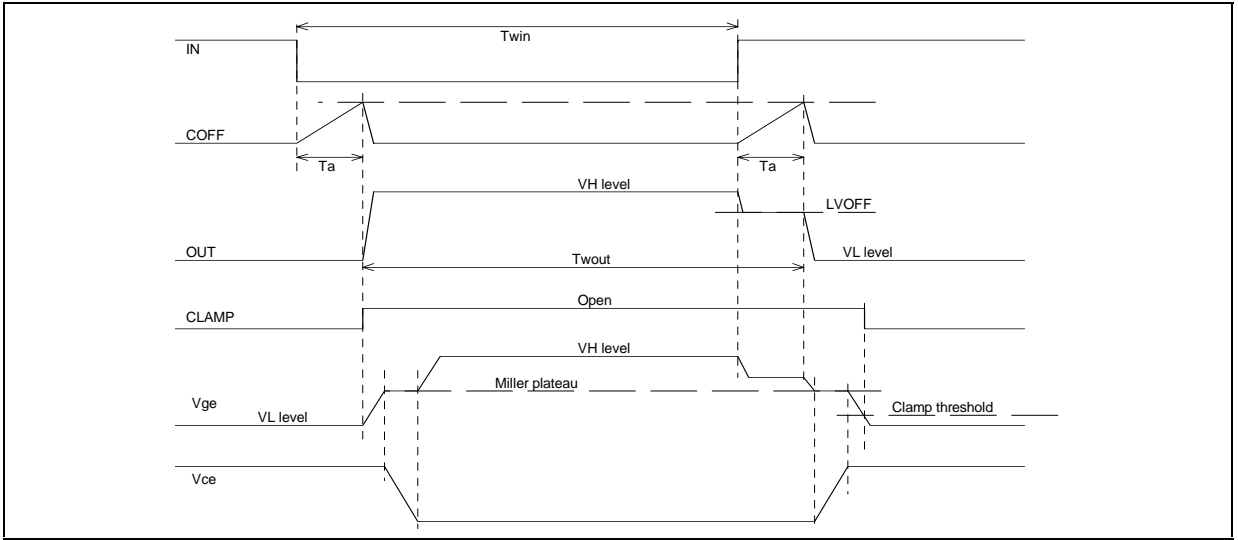 Twin
IN
COFF
Ta
Ta
VH level
LVOFF
OUT
Twout
VL level
Open
CLAMP
VH level
Miller plateau
Vge
VL level
Clamp threshold
Vce